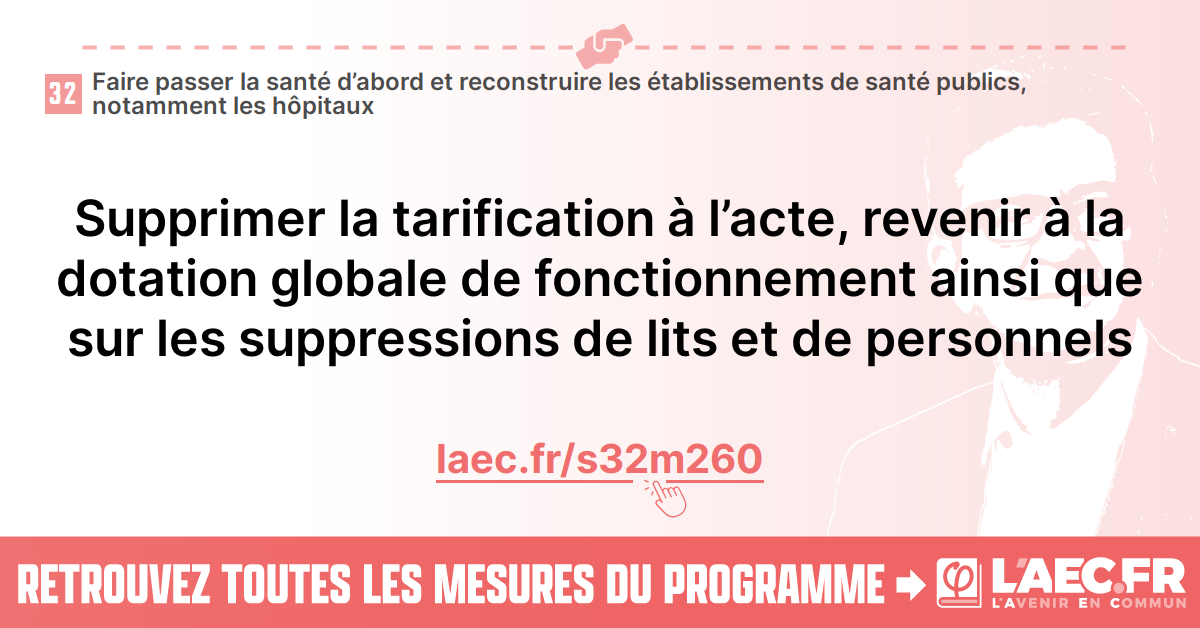 32
Faire passer la santé d’abord et reconstruire les établissements de santé publics,
notamment les hôpitaux
Supprimer la tarification à l’acte, revenir à la
dotation globale de fonctionnement ainsi que
sur les suppressions de lits et de personnels
laec.fr/s32m260
RETROUVEZ TOUTES LES MESURES DU PROGRAMME
φ
L’AEC.FR
L’AVENIR EN COMMUN